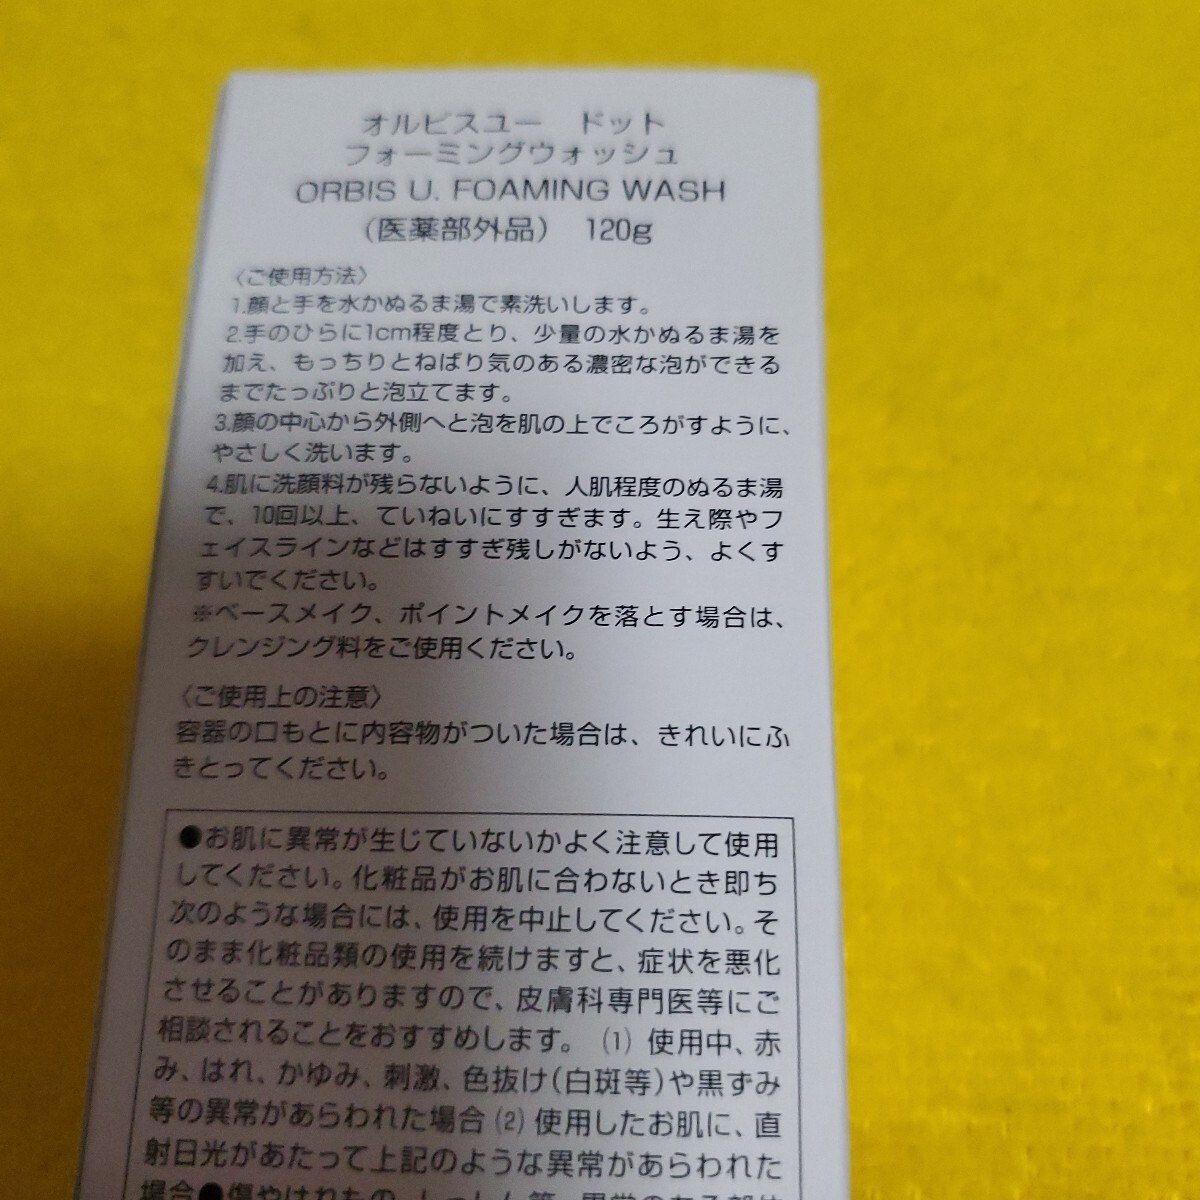 オルビスユー　ドット
フォーミングウォッシュ
ORBIS U. FOAMING WASH
（医薬部外品）　120g
〈ご使用方法〉
1.顔と手を水かぬるま湯で素洗いします。
2.手のひらに1cm程度とり、少量の水かぬるま湯を
加え、もっちりとねばり気のある濃密な泡ができる
までたっぷりと泡立てます。
3.顔の中心から外側へと泡を肌の上でころがすように、
やさしく洗います。
4.肌に洗顔料が残らないように、人肌程度のぬるま湯
で、10回以上、ていねいにすすぎます。生え際やフ
ェイスラインなどはすすぎ残しがないよう、よくす
すいでください。
※ベースメイク、ポイントメイクを落とす場合は、
クレンジング料をご使用ください。
〈ご使用上の注意〉
容器の口もとに内容物がついた場合は、きれいにふ
きとってください。
●お肌に異常が生じていないかよく注意して使用
してください。化粧品がお肌に合わないとき即ち
次のような場合には、使用を中止してください。そ
のまま化粧品類の使用を続けますと、症状を悪化
させることがありますので、皮膚科専門医等にご
相談されることをおすすめします。（1）使用中、赤
み、はれ、かゆみ、刺激、色抜け（白斑等）や黒ずみ
等の異常があらわれた場合（2）使用したお肌に、直
射日光があたって上記のような異常があらわれた
場合●傷やはれもの、しっしん等、異常のある部位